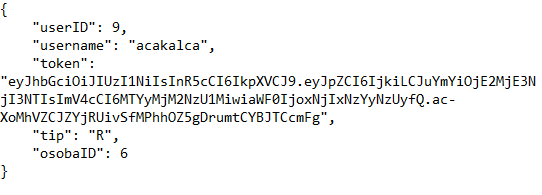 {
"userID": 9,
"username": "acakalca",
"token":
"eyJhbGciOiJIUzI1NiIsInR5cCI6IkpXVCJ9.eyJpZCI6IjkiLCJuYmYiOjE2MjE3N
jI3NTIsImV4cCI6MTYyMjM2NzU1MiwiaWF0IjoxNjIxNzYyNzUyfQ.ac-
XoMhVZCJZYjRUivSfMPhhOZ5gDrumtCYBJTCcmFg",
"tip": "R",
"osobaID": 6
}